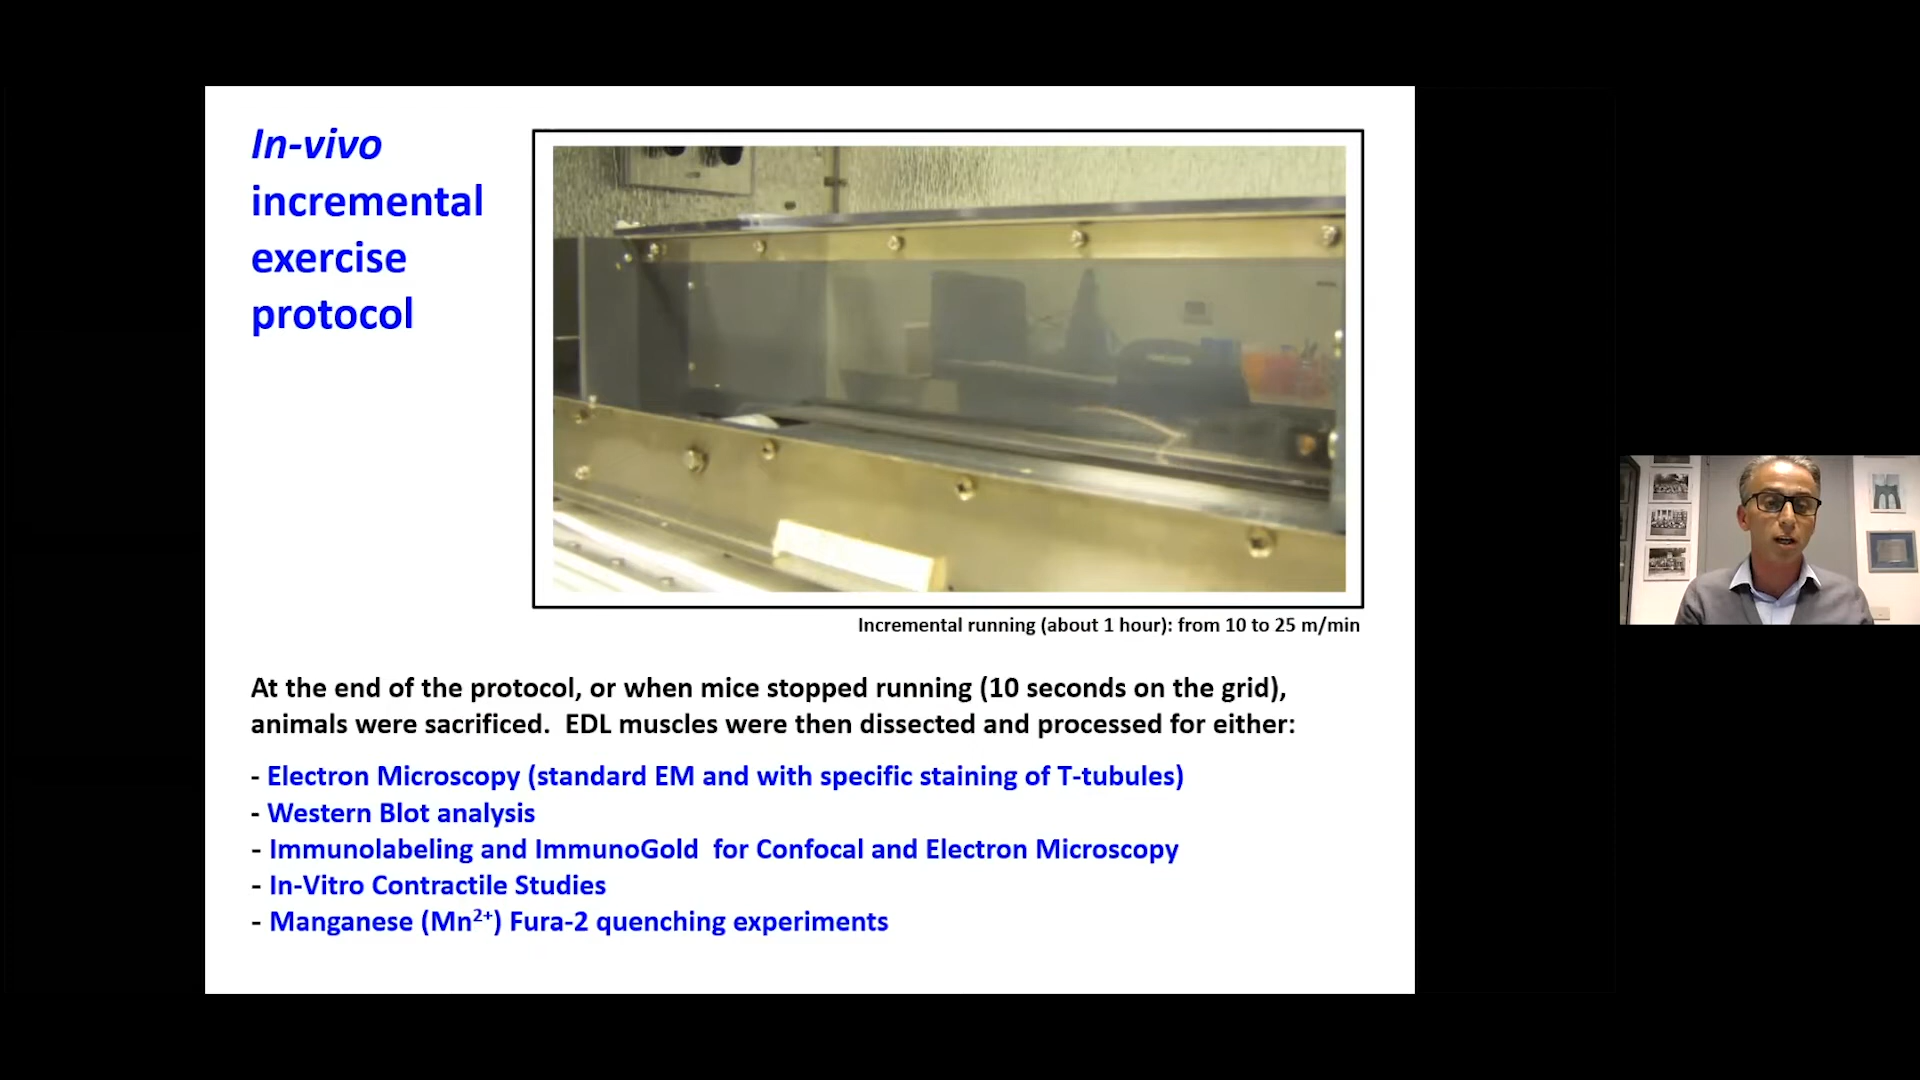 In-vivo
incremental
exercise
protocol
Incremental running (about 1 hour): from 10 to 25 m/min
At the end of the protocol, or when mice stopped running (10 seconds on the grid),
animals were sacrificed.  EDL muscles were then dissected and processed for either:
- Electron Microscopy (standard EM and with specific staining of T-tubules)
- Western Blot analysis
- Immunolabeling and ImmunoGold  for Confocal and Electron Microscopy
- In-Vitro Contractile Studies
- Manganese (Mn²⁺) Fura-2 quenching experiments